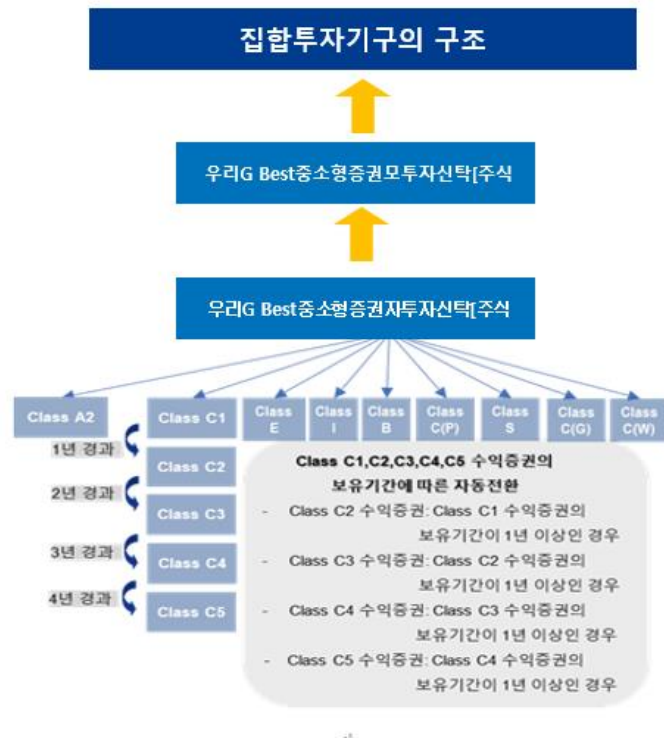 집합투자기구의 구조
우리G Best중소형증권모투자신탁[주식
우리G Best중소형증권자투자신탁[주식
Class A2
Class C1
Class E
Class I
Class B
Class C(P)
Class S
Class C(G)
Class C(W)
1년 경과
Class C2
2년 경과
Class C3
3년 경과
Class C4
4년 경과
Class C5
Class C1,C2,C3,C4,C5 수익증권의
보유기간에 따른 자동전환
- Class C2 수익증권: Class C1 수익증권의
보유기간이 1년 이상인 경우
- Class C3 수익증권: Class C2 수익증권의
보유기간이 1년 이상인 경우
- Class C4 수익증권: Class C3 수익증권의
보유기간이 1년 이상인 경우
- Class C5 수익증권: Class C4 수익증권의
보유기간이 1년 이상인 경우